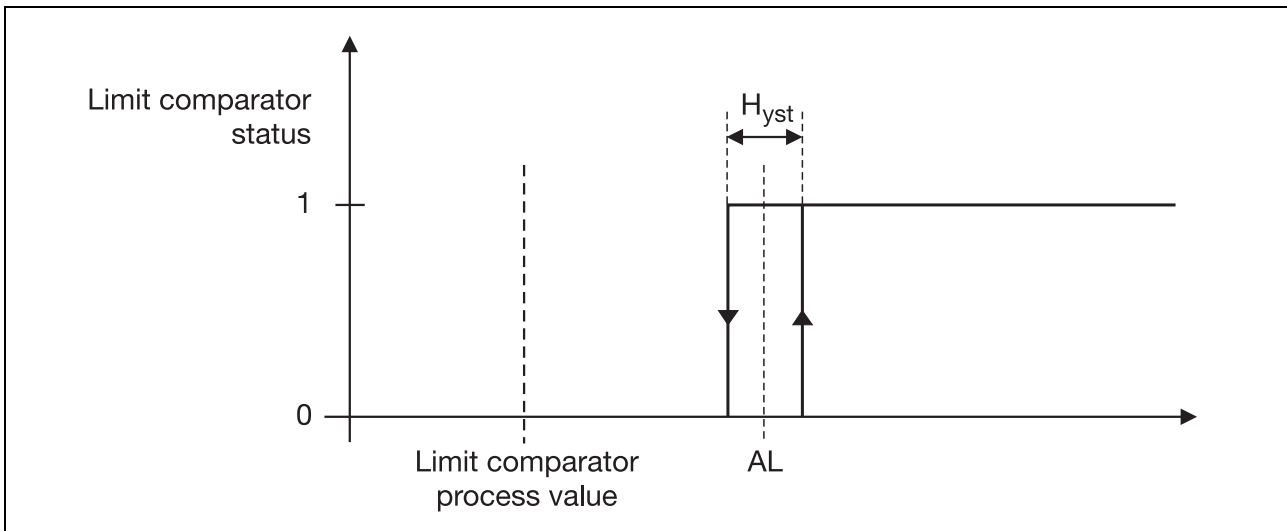 Limit comparator
status
Hyst
1
0
Limit comparator
process value
AL